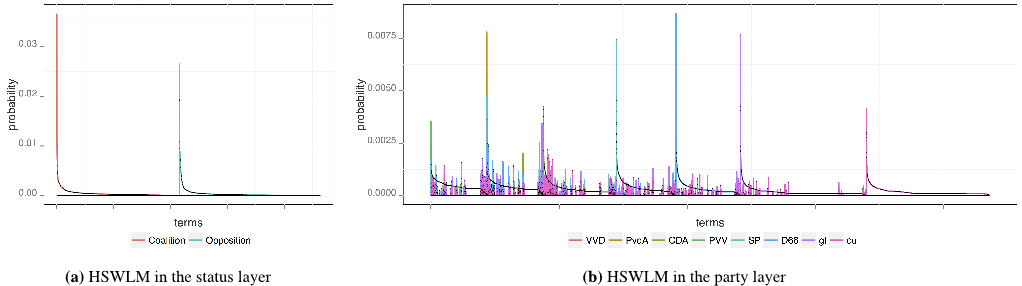 0.03
0.02
0.01
0.00
probability
terms
Coalition Opposition
(a) HSWLM in the status layer
0.0075
0.0050
0.0025
0.0000
probability
terms
VVD PvdA CDA PVV SP D66 gl cu
(b) HSWLM in the party layer